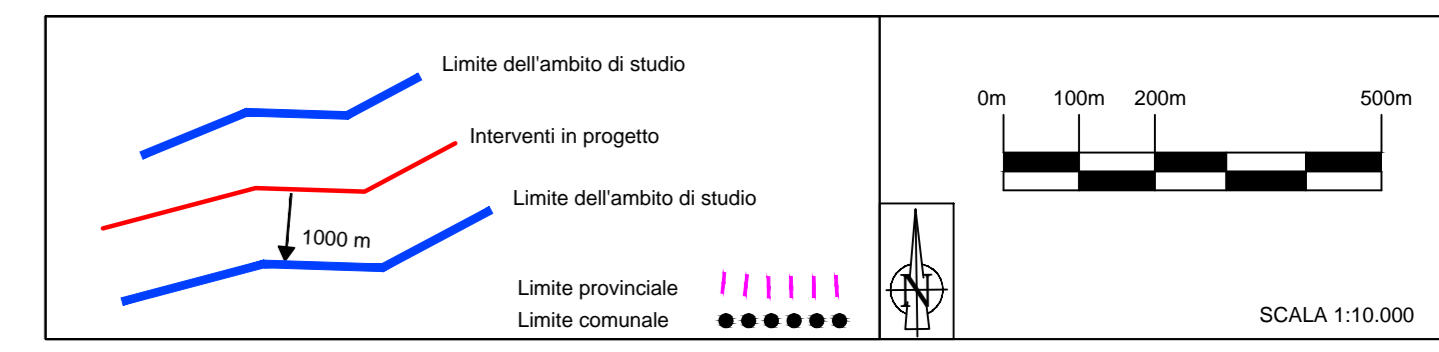 Limite dell'ambito di studio
Interventi in progetto
Limite dell'ambito di studio
1000 m
Limite provinciale
Limite comunale
0m 100m 200m 500m
N
SCALA 1:10.000